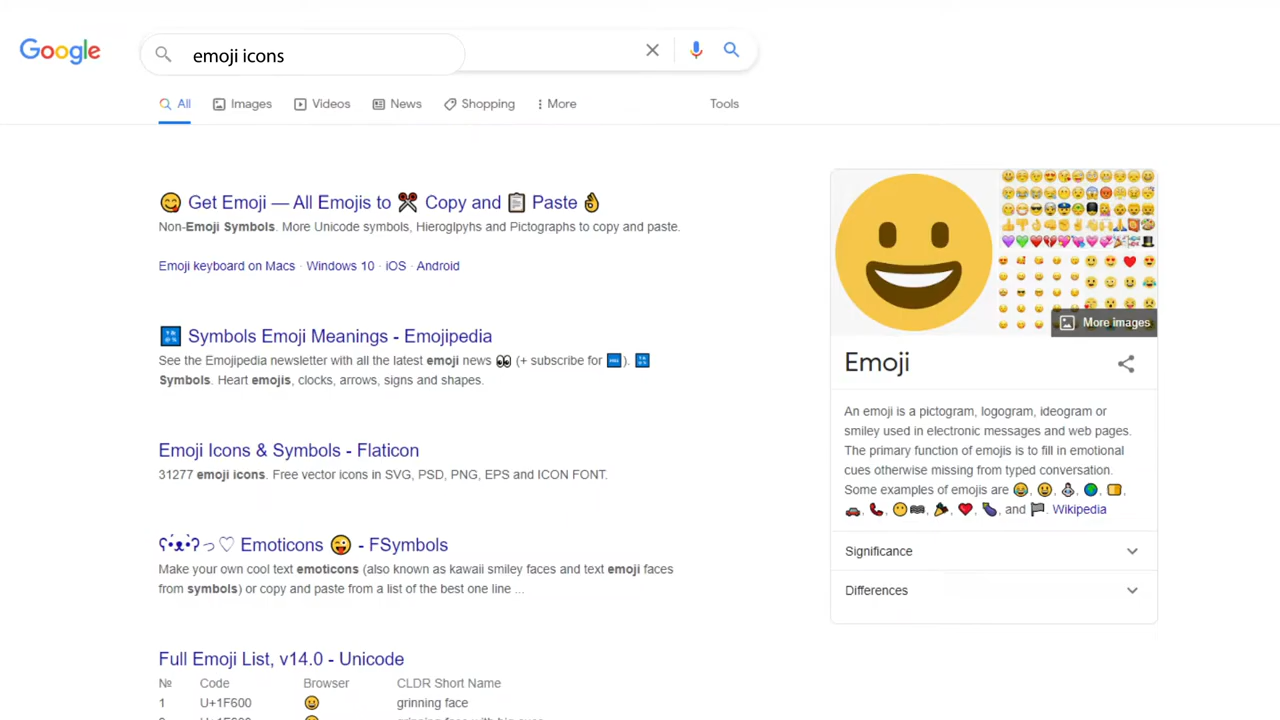 Google
emoji icons
All Images Videos News Shopping More Tools
😋 Get Emoji — All Emojis to ✂️ Copy and 📋 Paste 👌
Non-Emoji Symbols. More Unicode symbols, Hieroglpyhs and Pictographs to copy and paste.
Emoji keyboard on Macs · Windows 10 · iOS · Android
🔣 Symbols Emoji Meanings - Emojipedia
See the Emojipedia newsletter with all the latest emoji news 👀 (+ subscribe for 🆕). 🔣
Symbols. Heart emojis, clocks, arrows, signs and shapes.
Emoji Icons & Symbols - Flaticon
31277 emoji icons. Free vector icons in SVG, PSD, PNG, EPS and ICON FONT.
ʕ•́ᴥ•̀ʔっ♡ Emoticons 😜 - FSymbols
Make your own cool text emoticons (also known as kawaii smiley faces and text emoji faces
from symbols) or copy and paste from a list of the best one line ...
Full Emoji List, v14.0 - Unicode
№ Code Browser CLDR Short Name
1 U+1F600 😀 grinning face
More images
Emoji
An emoji is a pictogram, logogram, ideogram or
smiley used in electronic messages and web pages.
The primary function of emojis is to fill in emotional
cues otherwise missing from typed conversation.
Some examples of emojis are 😂, 😃, 🧘, 🌍, 🍞,
🚗, 📞, 😶🌫, 🎉, ❤️, 🍆, and 🏁. Wikipedia
Significance
Differences